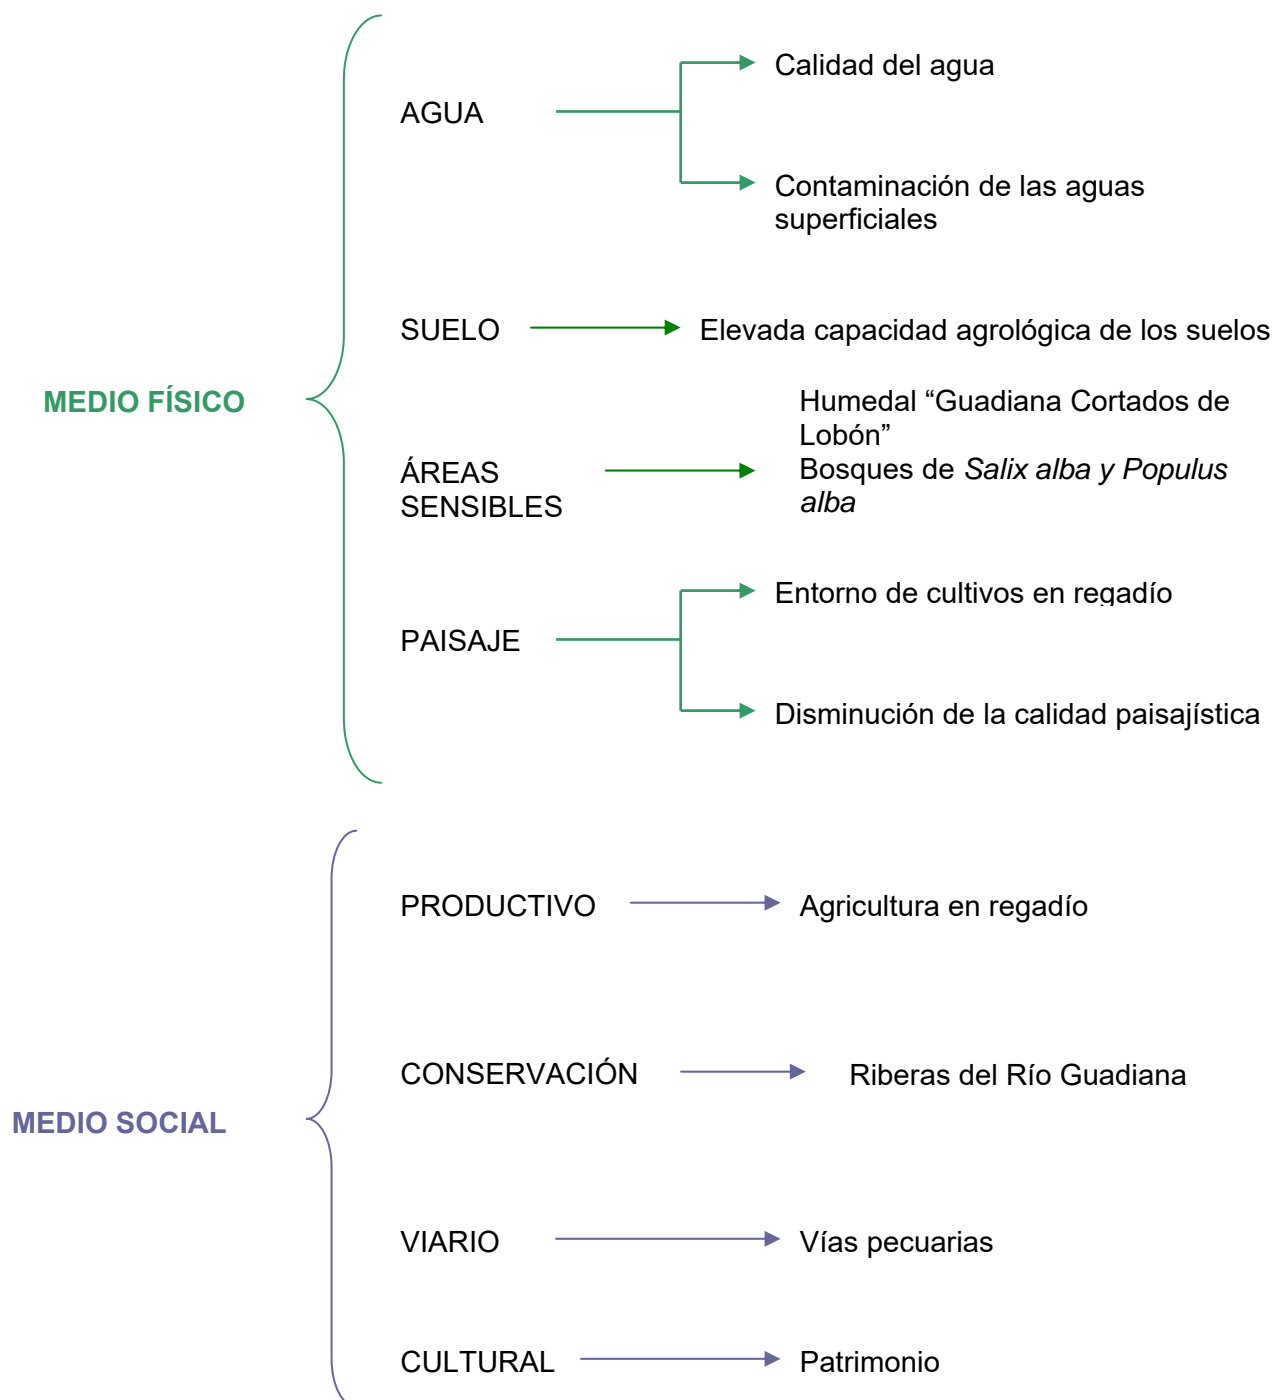 Calidad del agua
AGUA
Contaminación de las aguas
superficiales
SUELO
Elevada capacidad agrológica de los suelos
MEDIO FÍSICO
Humedal “Guadiana Cortados de
Lobón”
ÁREAS
SENSIBLES
Bosques de Salix alba y Populus
alba
Entorno de cultivos en regadío
PAISAJE
Disminución de la calidad paisajística
PRODUCTIVO
Agricultura en regadío
CONSERVACIÓN
Riberas del Río Guadiana
MEDIO SOCIAL
VIARIO
Vías pecuarias
CULTURAL
Patrimonio